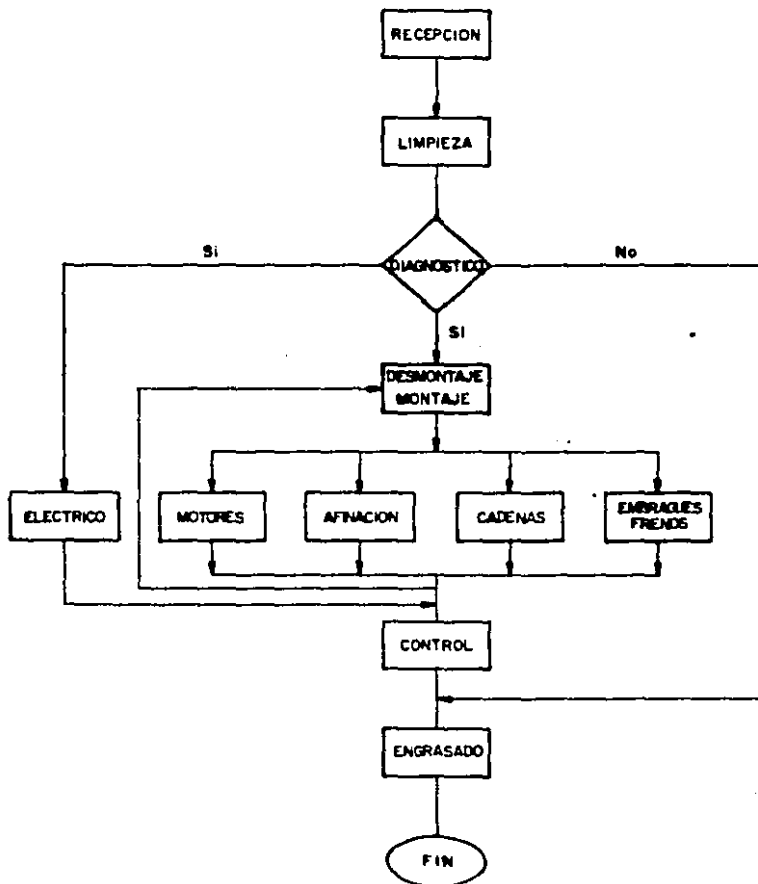 RECEPCION
LIMPIEZA
Si
DIAGNOSTICO
No
SI
DESMONTAJE
MONTAJE
ELECTRICO
MOTORES
AFINACION
CADENAS
EMBRAGUES
FRENOS
CONTROL
ENGRASADO
FIN